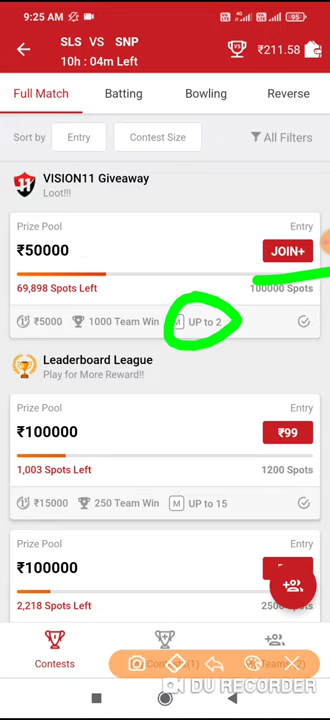 9:25 AM
95
SLS VS SNP
10h : 04m Left
VS
₹211.58
Full Match
Batting
Bowling
Reverse
Sort by
Entry
Contest Size
All Filters
11
VISION11 Giveaway
Loot!!!
Prize Pool
Entry
₹50000
JOIN+
69,898 Spots Left
100000 Spots
₹5000
1000 Team Win
M
UP to 2
Leaderboard League
Play for More Reward!!
Prize Pool
Entry
₹100000
₹99
1,003 Spots Left
1200 Spots
₹15000
250 Team Win
M
UP to 15
Prize Pool
Entry
₹100000
2,218 Spots Left
Contests
DU RECORDER